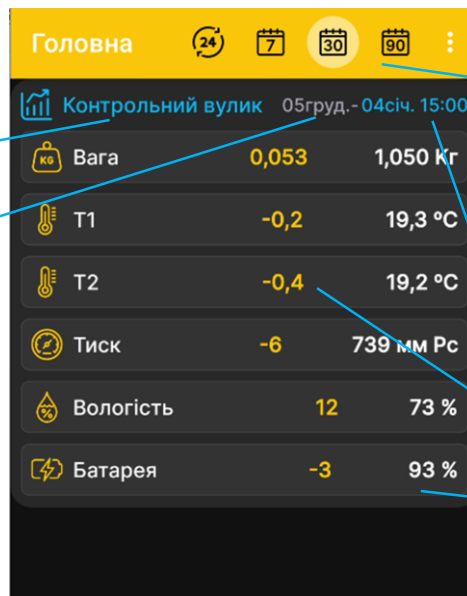 Головна 24 7 30 90
Контрольний вулик 05груд.- 04січ. 15:00
KG Вага 0,053 1,050 Кг
T1 -0,2 19,3 ºC
T2 -0,4 19,2 ºC
Тиск -6 739 мм Рс
% Вологість 12 73 %
Батарея -3 93 %